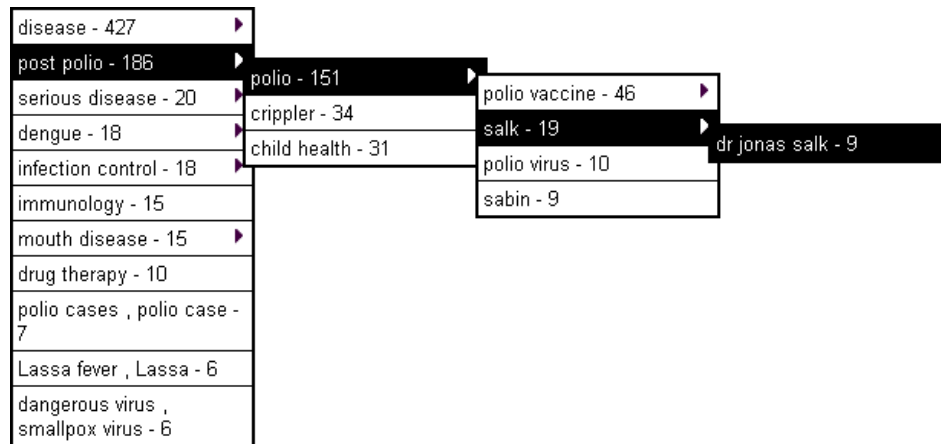 disease - 427
post polio - 186
serious disease - 20
dengue - 18
infection control - 18
immunology - 15
mouth disease - 15
drug therapy - 10
polio cases , polio case -
7
Lassa fever , Lassa - 6
dangerous virus ,
smallpox virus - 6
polio - 151
crippler - 34
child health - 31
polio vaccine - 46
salk - 19
polio virus - 10
sabin - 9
dr jonas salk - 9